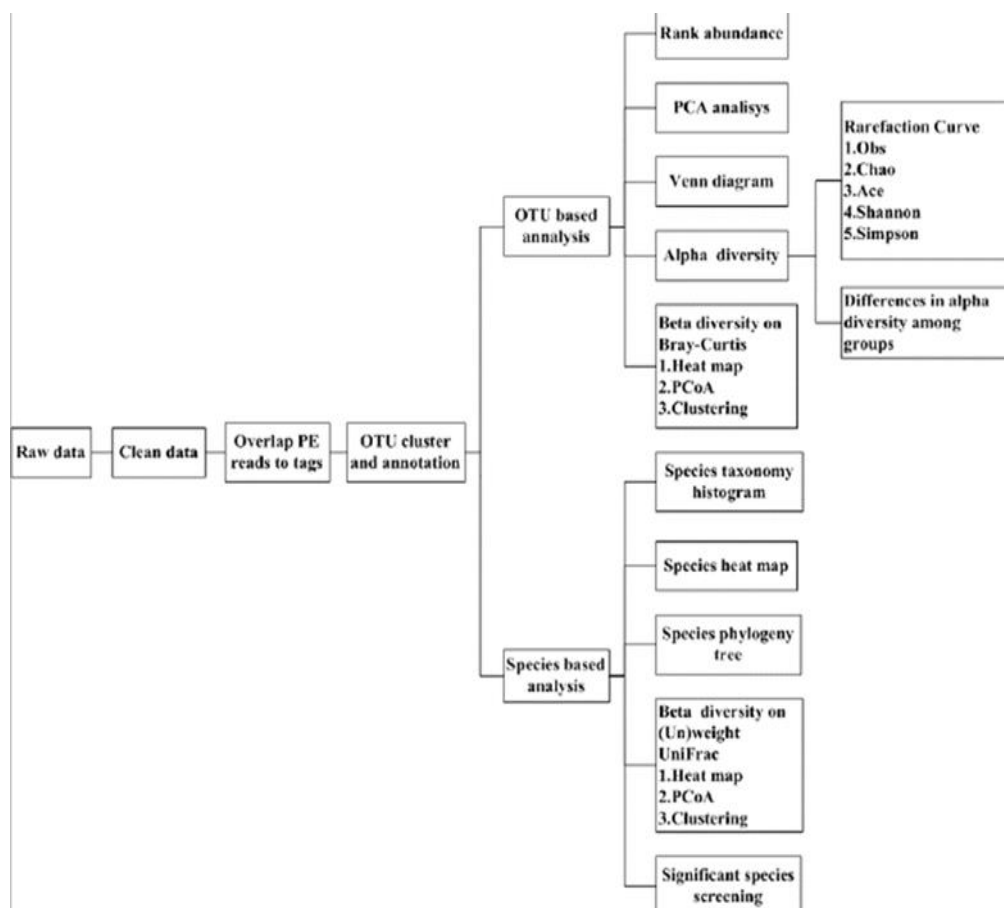 Raw data
Clean data
Overlap PE
reads to tags
OTU cluster
and annotation
OTU based
annalysis
Rank abundance
PCA analisys
Venn diagram
Alpha diversity
Rarefaction Curve
1.Obs
2.Chao
3.Ace
4.Shannon
5.Simpson
Differences in alpha
diversity among
groups
Beta diversity on
Bray-Curtis
1.Heat map
2.PCoA
3.Clustering
Species based
analysis
Species taxonomy
histogram
Species heat map
Species phylogeny
tree
Beta diversity on
(Un)weight
UniFrac
1.Heat map
2.PCoA
3.Clustering
Significant species
screening